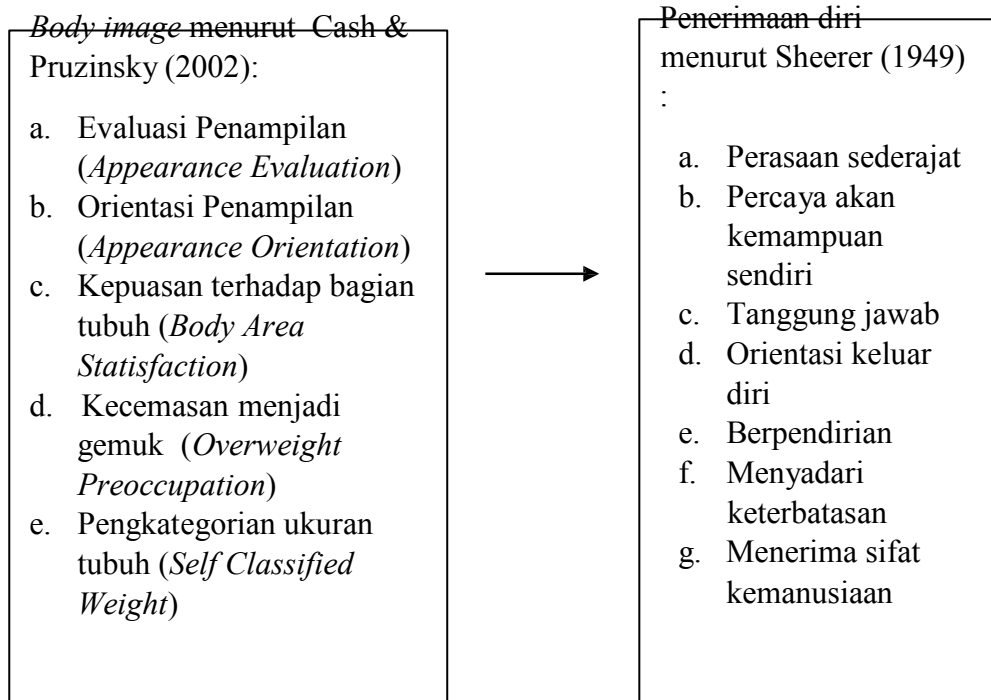 Body image menurut  Cash &
Pruzinsky (2002):
a. Evaluasi Penampilan
(Appearance Evaluation)
b. Orientasi Penampilan
(Appearance Orientation)
c. Kepuasan terhadap bagian
tubuh (Body Area
Statisfaction)
d. Kecemasan menjadi
gemuk (Overweight
Preoccupation)
e. Pengkategorian ukuran
tubuh (Self Classified
Weight)
Penerimaan diri
menurut Sheerer (1949)
:
a. Perasaan sederajat
b. Percaya akan
kemampuan
sendiri
c. Tanggung jawab
d. Orientasi keluar
diri
e. Berpendirian
f. Menyadari
keterbatasan
g. Menerima sifat
kemanusiaan